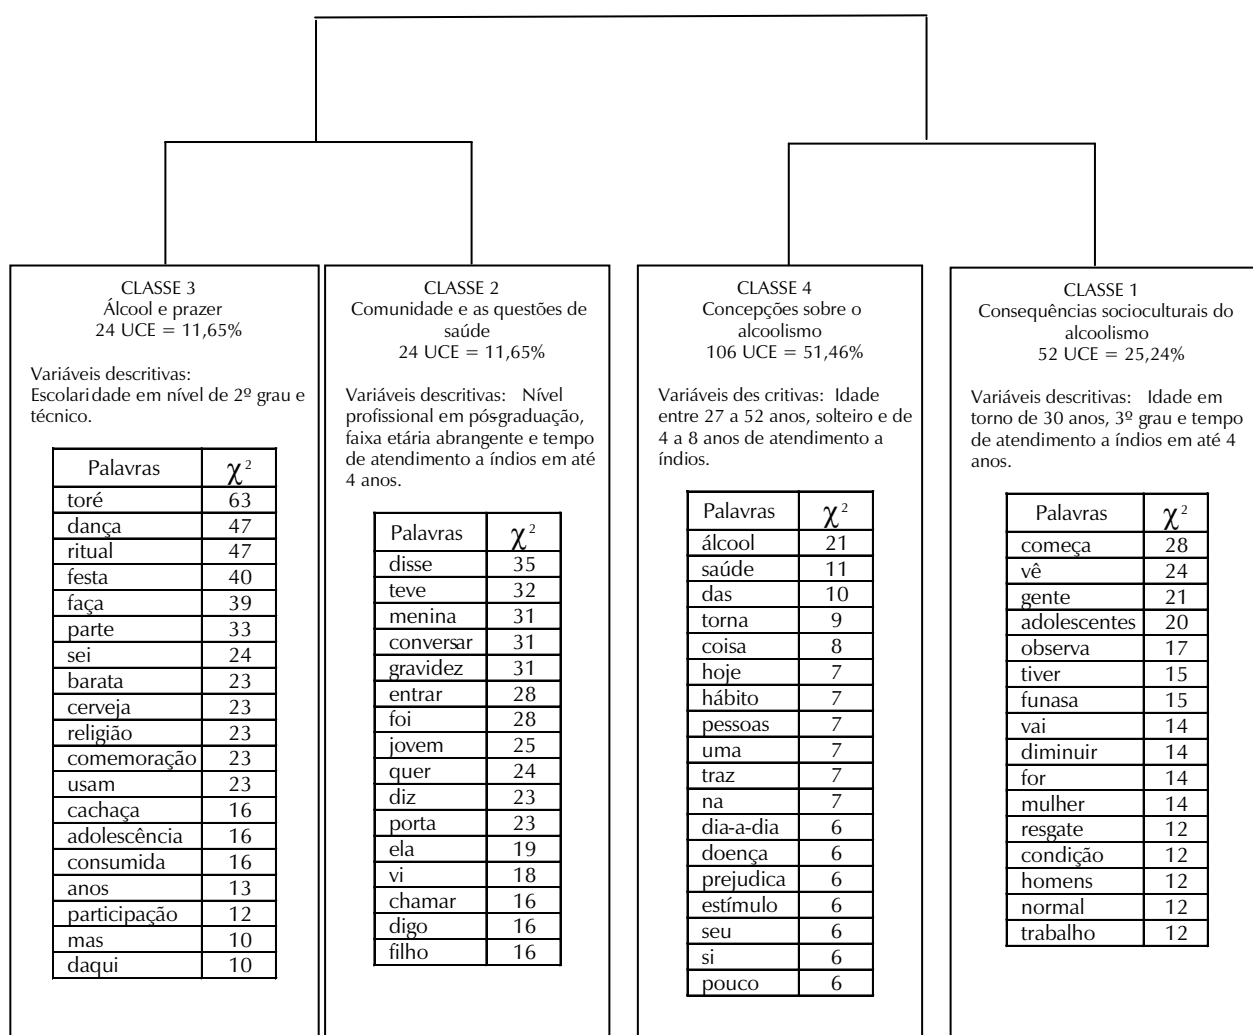 CLASSE 3
Álcool e prazer
24 UCE = 11,65%
Variáveis descritivas:
Escolaridade em nível de 2º grau e
técnico.
Palavras χ²
toré 63
dança 47
ritual 47
festa 40
faça 39
parte 33
sei 24
barata 23
cerveja 23
religião 23
comemoração 23
usam 23
cachaça 16
adolescência 16
consumida 16
anos 13
participação 12
mas 10
daqui 10
CLASSE 2
Comunidade e as questões de
saúde
24 UCE = 11,65%
Variáveis descritivas: Nível
profissional em pós-graduação,
faixa etária abrangente e tempo
de atendimento a índios em até
4 anos.
Palavras χ²
disse 35
teve 32
menina 31
conversar 31
gravidez 31
entrar 28
foi 28
jovem 25
quer 24
diz 23
porta 23
ela 19
vi 18
chamar 16
digo 16
filho 16
CLASSE 4
Concepções sobre o
alcoolismo
106 UCE = 51,46%
Variáveis des critivas: Idade
entre 27 a 52 anos, solteiro e de
4 a 8 anos de atendimento a
índios.
Palavras χ²
álcool 21
saúde 11
das 10
torna 9
coisa 8
hoje 7
hábito 7
pessoas 7
uma 7
traz 7
na 7
dia-a-dia 6
doença 6
prejudica 6
estímulo 6
seu 6
si 6
pouco 6
CLASSE 1
Consequências socioculturais do
alcoolismo
52 UCE = 25,24%
Variáveis descritivas: Idade em
torno de 30 anos, 3º grau e tempo
de atendimento a índios em até 4
anos.
Palavras χ²
começa 28
vê 24
gente 21
adolescentes 20
observa 17
tiver 15
funasa 15
vai 14
diminuir 14
for 14
mulher 14
resgate 12
condição 12
homens 12
normal 12
trabalho 12